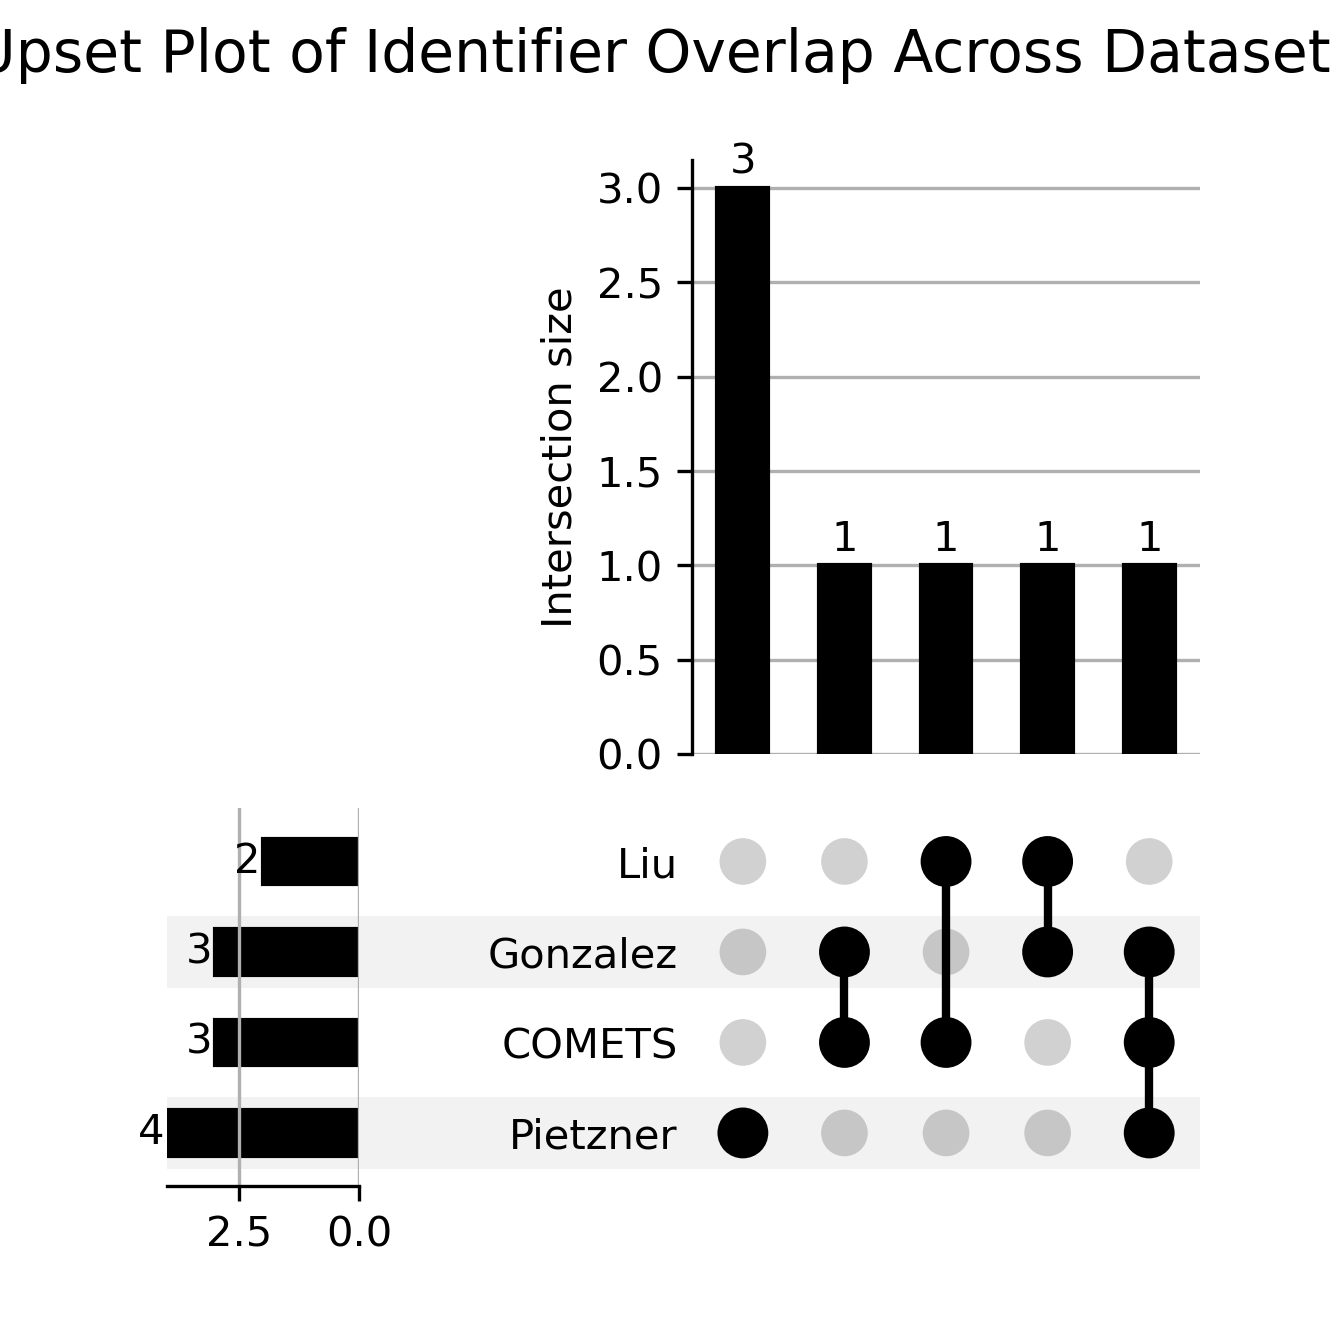 Upset Plot of Identifier Overlap Across Dataset
3
3.0
2.5
2.0
1.5
1.0
0.5
0.0
Intersection size
1 1 1 1
2 Liu
3 Gonzalez
3 COMETS
4 Pietzner
2.5 0.0